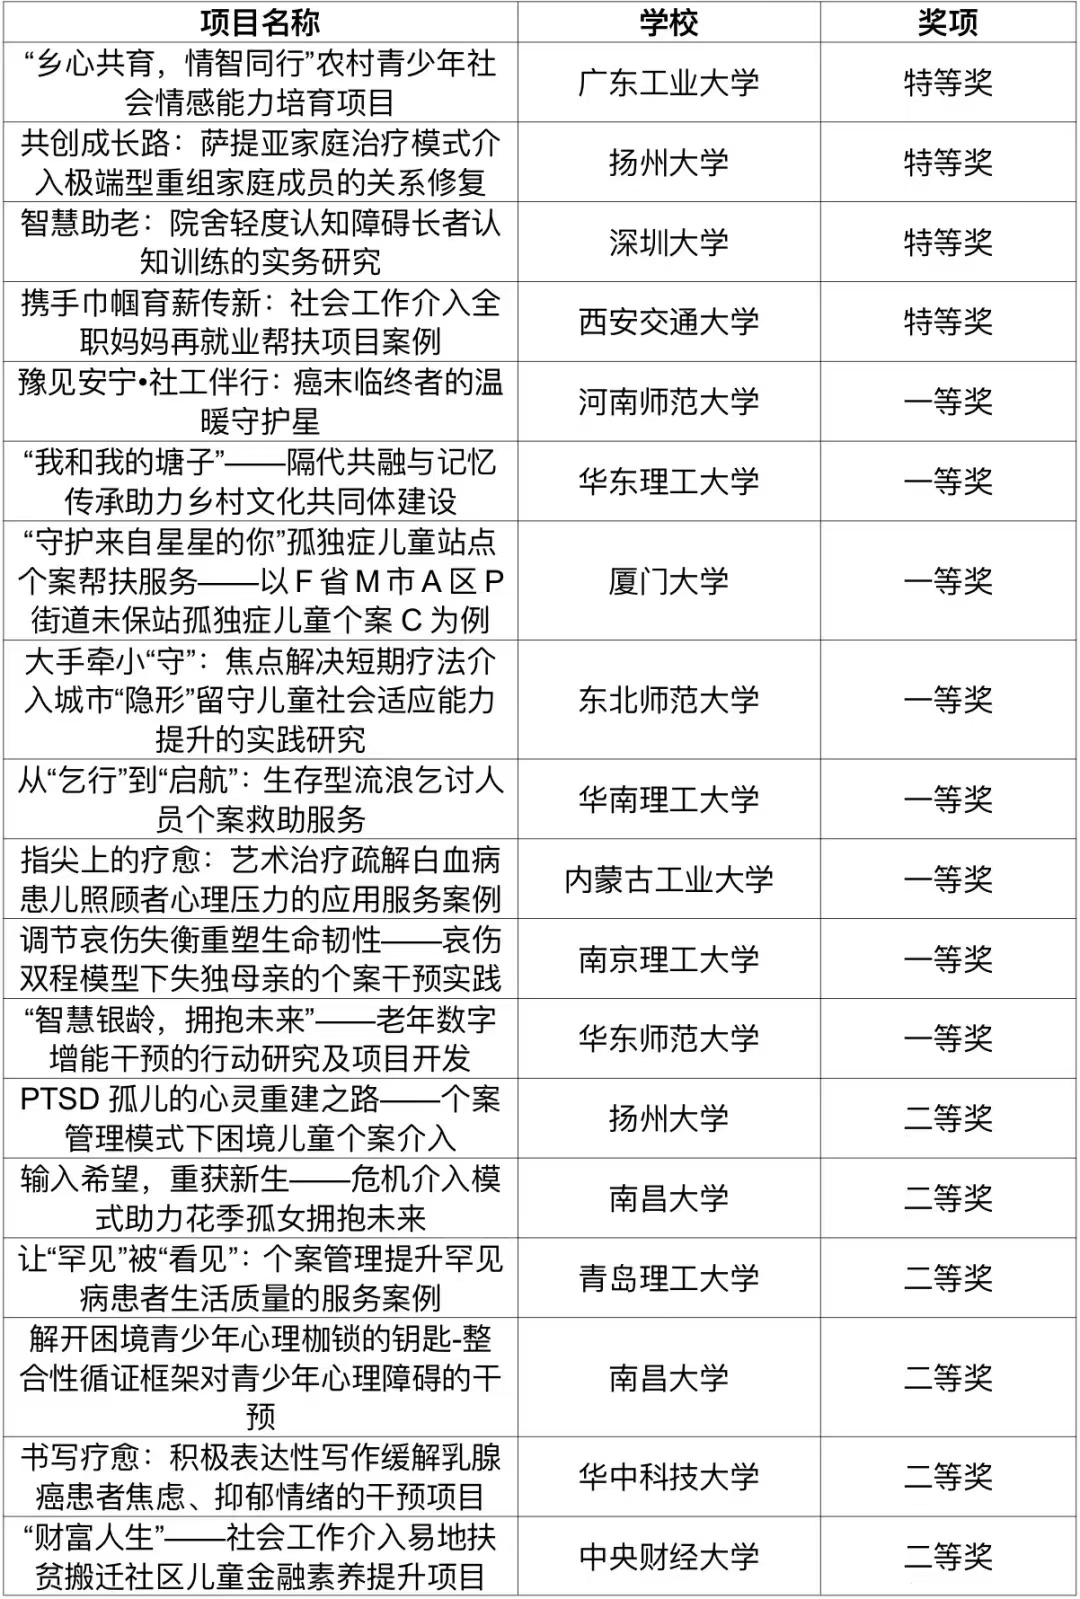 项目名称 学校 奖项
“乡心共育，情智同行”农村青少年社
会情感能力培育项目
广东工业大学 特等奖
共创成长路：萨提亚家庭治疗模式介
入极端型重组家庭成员的关系修复
扬州大学 特等奖
智慧助老：院舍轻度认知障碍长者认
知训练的实务研究
深圳大学 特等奖
携手巾帼育薪传新：社会工作介入全
职妈妈再就业帮扶项目案例
西安交通大学 特等奖
豫见安宁•社工伴行：癌末临终者的温
暖守护星
河南师范大学 一等奖
“我和我的塘子”——隔代共融与记忆
传承助力乡村文化共同体建设
华东理工大学 一等奖
“守护来自星星的你”孤独症儿童站点
个案帮扶服务——以 F 省 M 市 A 区 P
街道未保站孤独症儿童个案 C 为例
厦门大学 一等奖
大手牵小“守”：焦点解决短期疗法介
入城市“隐形”留守儿童社会适应能力
提升的实践研究
东北师范大学 一等奖
从“乞行”到“启航”：生存型流浪乞讨人
员个案救助服务
华南理工大学 一等奖
指尖上的疗愈：艺术治疗疏解白血病
患儿照顾者心理压力的应用服务案例
内蒙古工业大学 一等奖
调节哀伤失衡重塑生命韧性——哀伤
双程模型下失独母亲的个案干预实践
南京理工大学 一等奖
“智慧银龄，拥抱未来”——老年数字
增能干预的行动研究及项目开发
华东师范大学 一等奖
PTSD 孤儿的心灵重建之路——个案
管理模式下困境儿童个案介入
扬州大学 二等奖
输入希望，重获新生——危机介入模
式助力花季孤女拥抱未来
南昌大学 二等奖
让“罕见”被“看见”：个案管理提升罕见
病患者生活质量的服务案例
青岛理工大学 二等奖
解开困境青少年心理枷锁的钥匙-整
合性循证框架对青少年心理障碍的干
预
南昌大学 二等奖
书写疗愈：积极表达性写作缓解乳腺
癌患者焦虑、抑郁情绪的干预项目
华中科技大学 二等奖
“财富人生”——社会工作介入易地扶
贫搬迁社区儿童金融素养提升项目
中央财经大学 二等奖